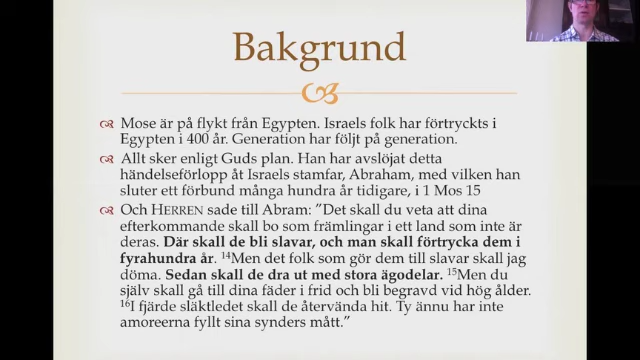 Bakgrund
Mose är på flykt från Egypten. Israels folk har förtryckts i
Egypten i 400 år. Generation har följt på generation.
Allt sker enligt Guds plan. Han har avslöjat detta
händelseförlopp åt Israels stamfar, Abraham, med vilken han
sluter ett förbund många hundra år tidigare, i 1 Mos 15
Och HERREN sade till Abram: ”Det skall du veta att dina
efterkommande skall bo som främlingar i ett land som inte är
deras. Där skall de bli slavar, och man skall förtrycka dem i
fyrahundra år. 14Men det folk som gör dem till slavar skall jag
döma. Sedan skall de dra ut med stora ägodelar. 15Men du
själv skall gå till dina fäder i frid och bli begravd vid hög ålder.
16I fjärde släktledet skall de återvända hit. Ty ännu har inte
amoreerna fyllt sina synders mått.”